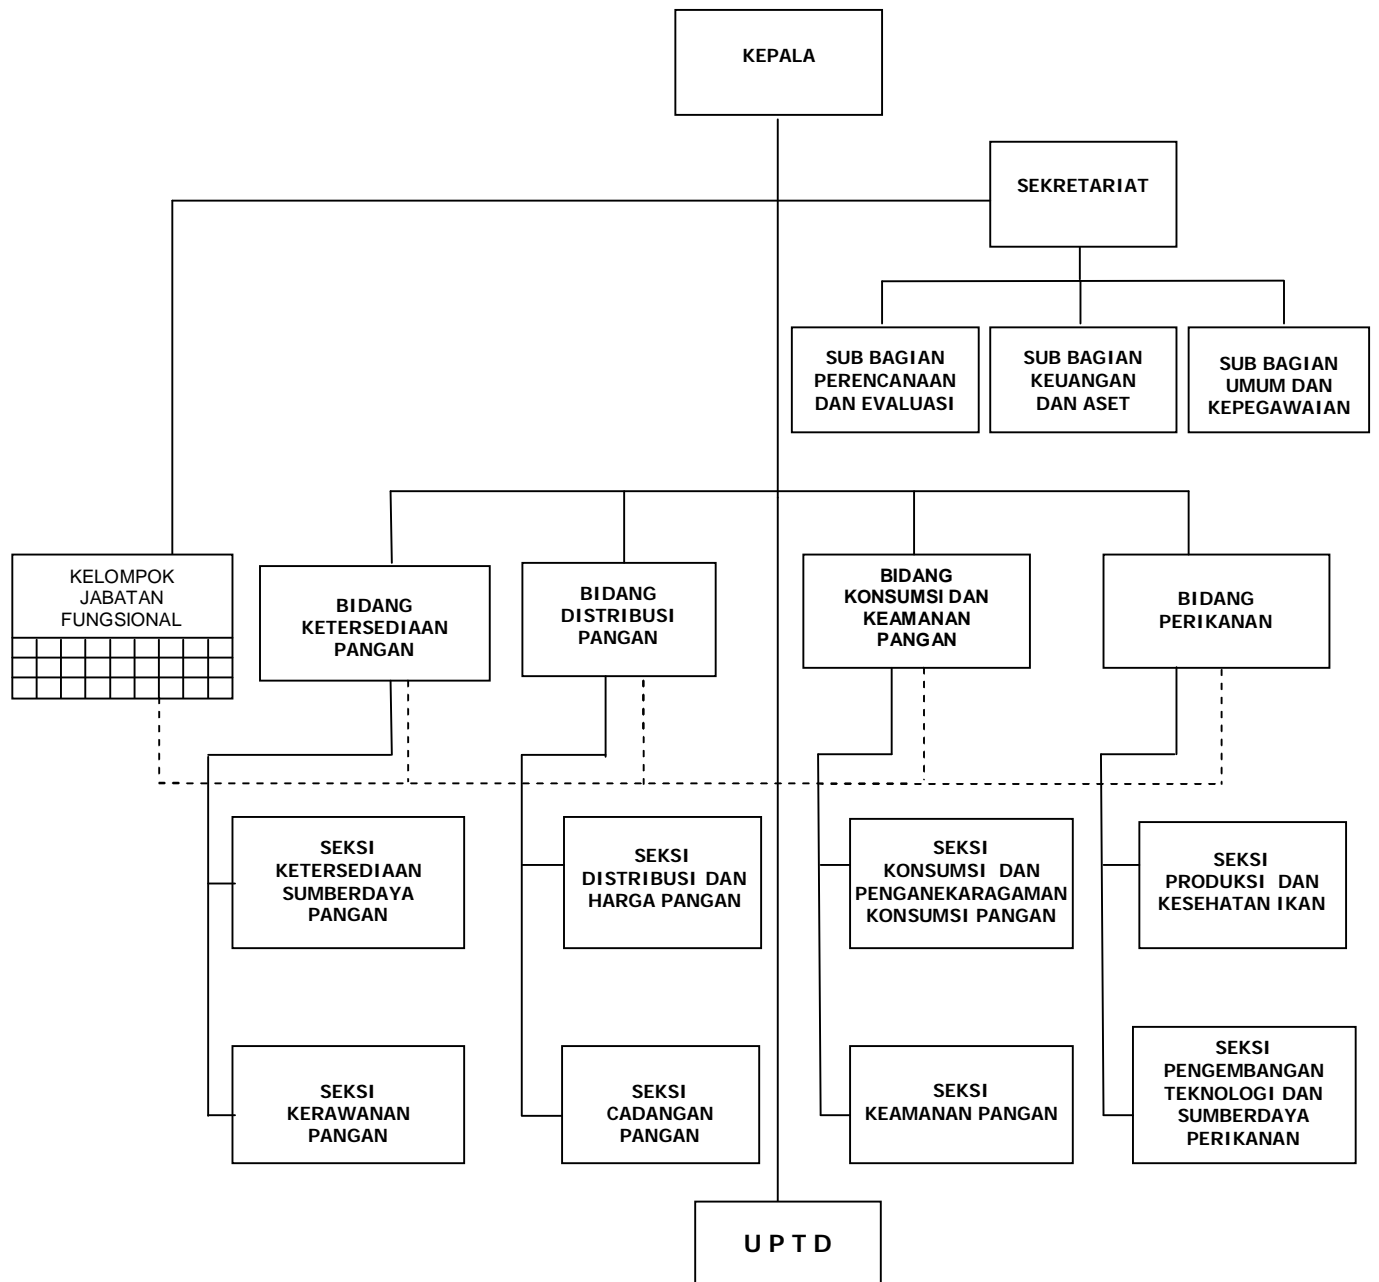 KEPALA
SEKRETARIAT
SUB BAGIAN
PERENCANAAN
DAN EVALUASI
SUB BAGIAN
KEUANGAN
DAN ASET
SUB BAGIAN
UMUM DAN
KEPEGAWAIAN
KELOMPOK
JABATAN
FUNGSIONAL
BIDANG
KETERSEDIAAN
PANGAN
BIDANG
DISTRIBUSI
PANGAN
BIDANG
KONSUMSI DAN
KEAMANAN
PANGAN
BIDANG
PERIKANAN
SEKSI
KETERSEDIAAN
SUMBERDAYA
PANGAN
SEKSI
DISTRIBUSI DAN
HARGA PANGAN
SEKSI
KONSUMSI DAN
PENGANEKARAGAMAN
KONSUMSI PANGAN
SEKSI
PRODUKSI DAN
KESEHATAN IKAN
SEKSI
KERAWANAN
PANGAN
SEKSI
CADANGAN
PANGAN
SEKSI
KEAMANAN PANGAN
SEKSI
PENGEMBANGAN
TEKNOLOGI DAN
SUMBERDAYA
PERIKANAN
U P T D